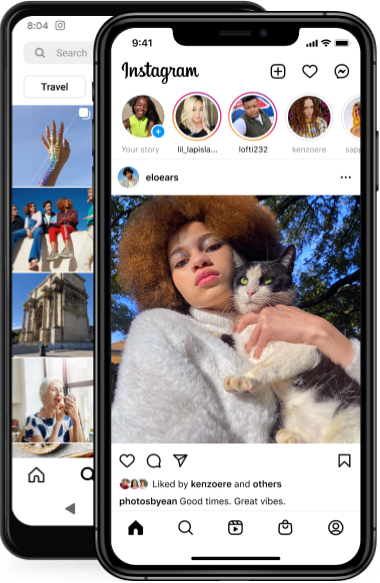 8:04
Search
Travel
9:41
Instagram
Your story
lil_lapisla...
lofti232
kenzoere
sapp
eloears
...
Liked by kenzoere and others
photosbyean Good times. Great vibes.